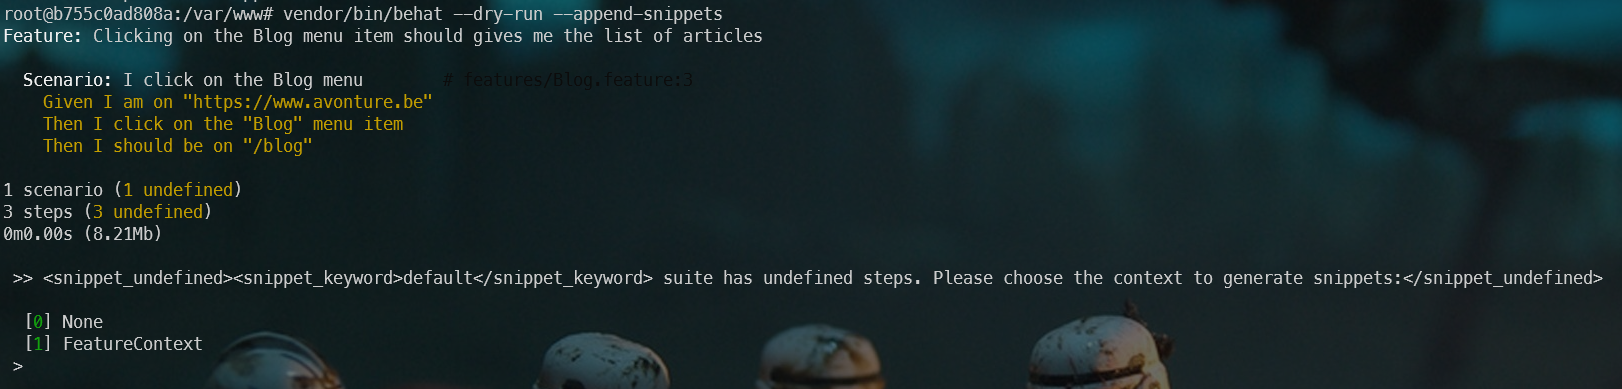 root@b755c0ad808a:/var/www# vendor/bin/behat --dry-run --append-snippets
Feature: Clicking on the Blog menu item should gives me the list of articles
Scenario: I click on the Blog menu # features/Blog.feature:3
Given I am on "https://www.avonture.be"
Then I click on the "Blog" menu item
Then I should be on "/blog"
1 scenario (1 undefined)
3 steps (3 undefined)
0m0.00s (8.21Mb)
>> <snippet_undefined><snippet_keyword>default</snippet_keyword> suite has undefined steps. Please choose the context to generate snippets:</snippet_undefined>
[0] None
[1] FeatureContext
>